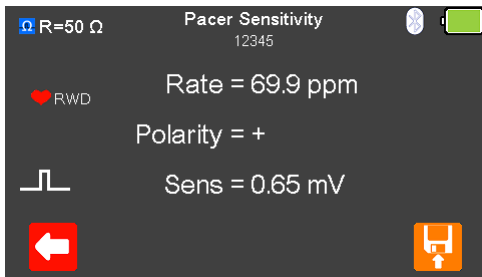 Ω R=50 Ω
Pacer Sensitivity
12345
Rate = 69.9 ppm
RWD
Polarity = +
Sens = 0.65 mV